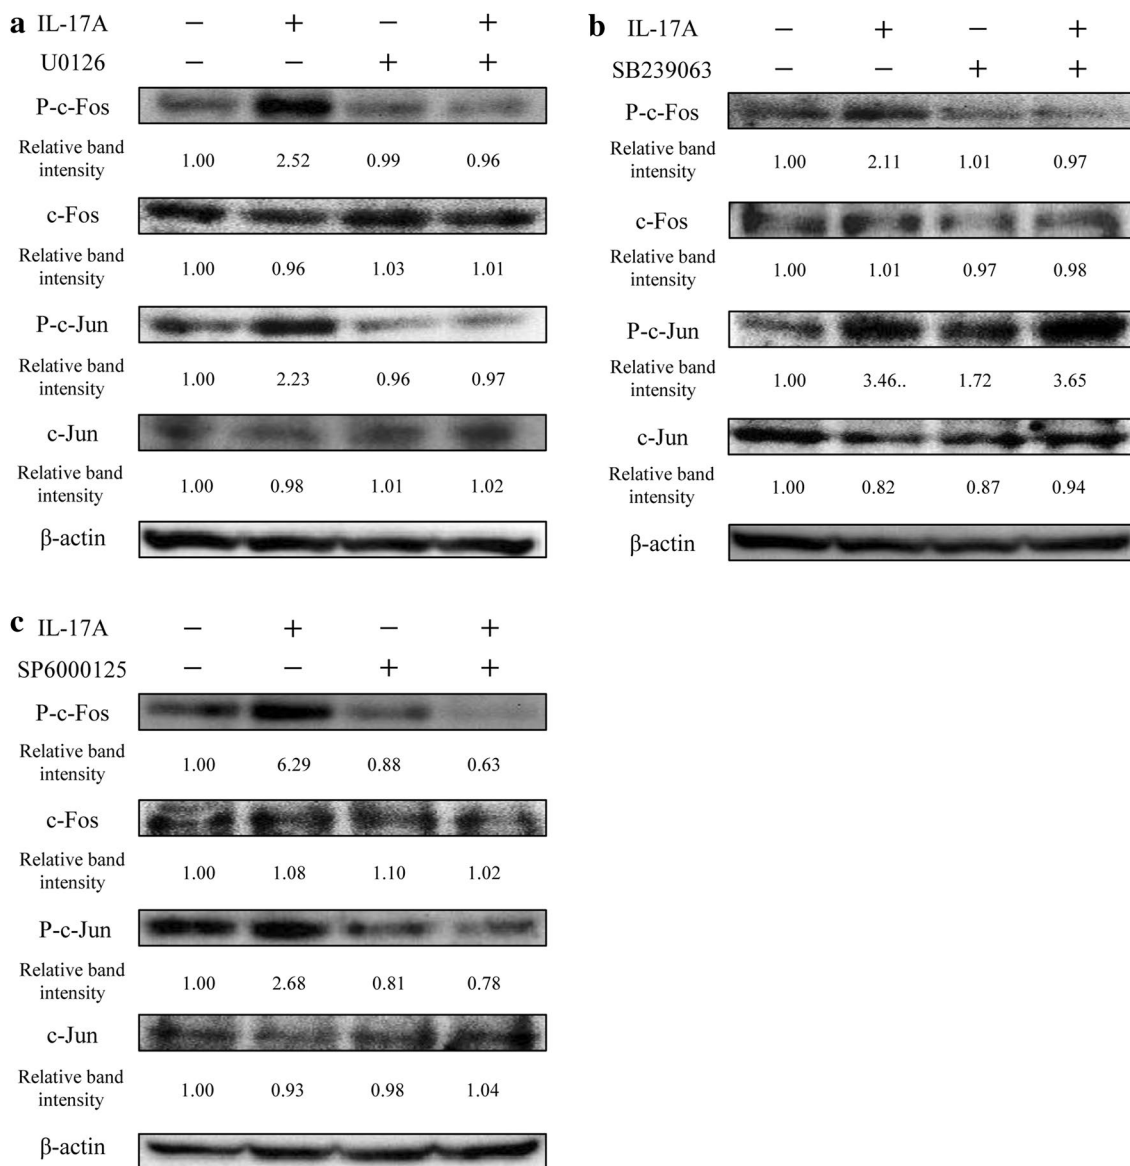 a IL-17A − + − +
U0126 − − + +
P-c-Fos
Relative band
intensity 1.00 2.52 0.99 0.96
c-Fos
Relative band
intensity 1.00 0.96 1.03 1.01
P-c-Jun
Relative band
intensity 1.00 2.23 0.96 0.97
c-Jun
Relative band
intensity 1.00 0.98 1.01 1.02
β-actin
b IL-17A − + − +
SB239063 − − + +
P-c-Fos
Relative band
intensity 1.00 2.11 1.01 0.97
c-Fos
Relative band
intensity 1.00 1.01 0.97 0.98
P-c-Jun
Relative band
intensity 1.00 3.46.. 1.72 3.65
c-Jun
Relative band
intensity 1.00 0.82 0.87 0.94
β-actin
c IL-17A − + − +
SP6000125 − − + +
P-c-Fos
Relative band
intensity 1.00 6.29 0.88 0.63
c-Fos
Relative band
intensity 1.00 1.08 1.10 1.02
P-c-Jun
Relative band
intensity 1.00 2.68 0.81 0.78
c-Jun
Relative band
intensity 1.00 0.93 0.98 1.04
β-actin